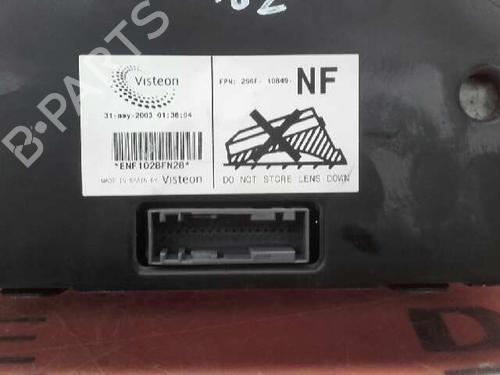 B-PARTS
Visteon
31-may-2003 01:36:04
*ENF102BFN28*
MADE IN SPAIN BY Visteon
FPN: 2S6F- 10849- NF
DO NOT STORE LENS DOWN